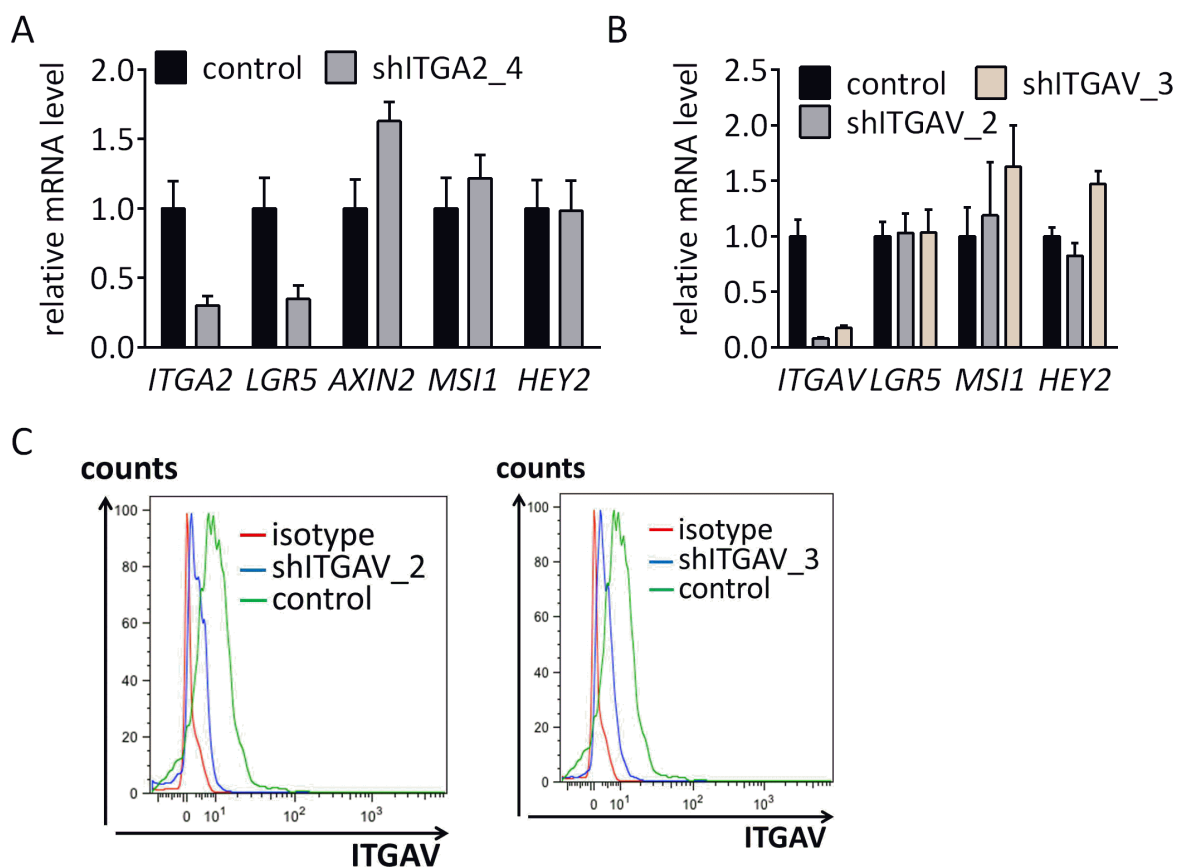 A
control shITGA2_4
relative mRNA level
2.0
1.5
1.0
0.5
0.0
ITGA2 LGR5 AXIN2 MSI1 HEY2
B
control shITGAV_3
shITGAV_2
relative mRNA level
2.5
2.0
1.5
1.0
0.5
0.0
ITGAV LGR5 MSI1 HEY2
C
counts
100
80
60
40
20
0
isotype
shITGAV_2
control
0 10¹ 10² 10³
ITGAV
counts
100
80
60
40
20
0
isotype
shITGAV_3
control
0 10¹ 10² 10³
ITGAV